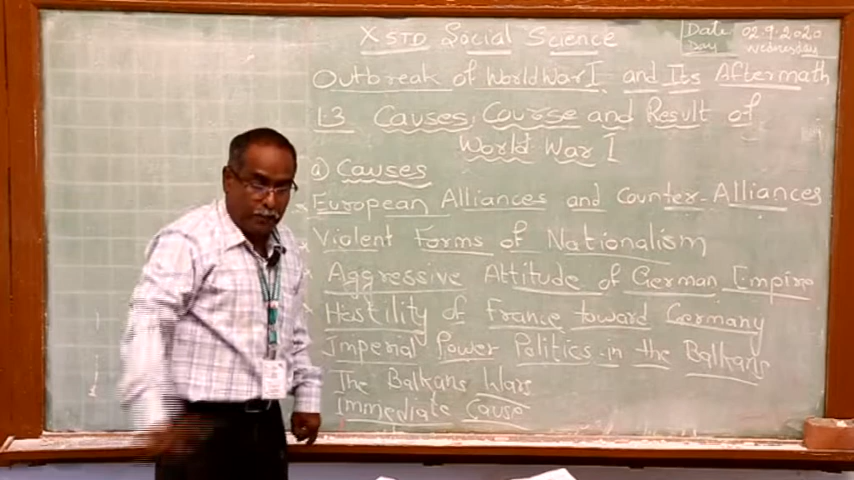 X STD Social Science
Date 02.9.2020
Day Wednesday
Outbreak of World War I and Its Aftermath
1.3 Causes, Course and Result of
World War I
a) Causes
European Alliances and Counter-Alliances
Violent Forms of Nationalism
Aggressive Attitude of German Empire
Hostility of France toward Germany
Imperial Power Politics in the Balkans
The Balkans Wars
Immediate Cause